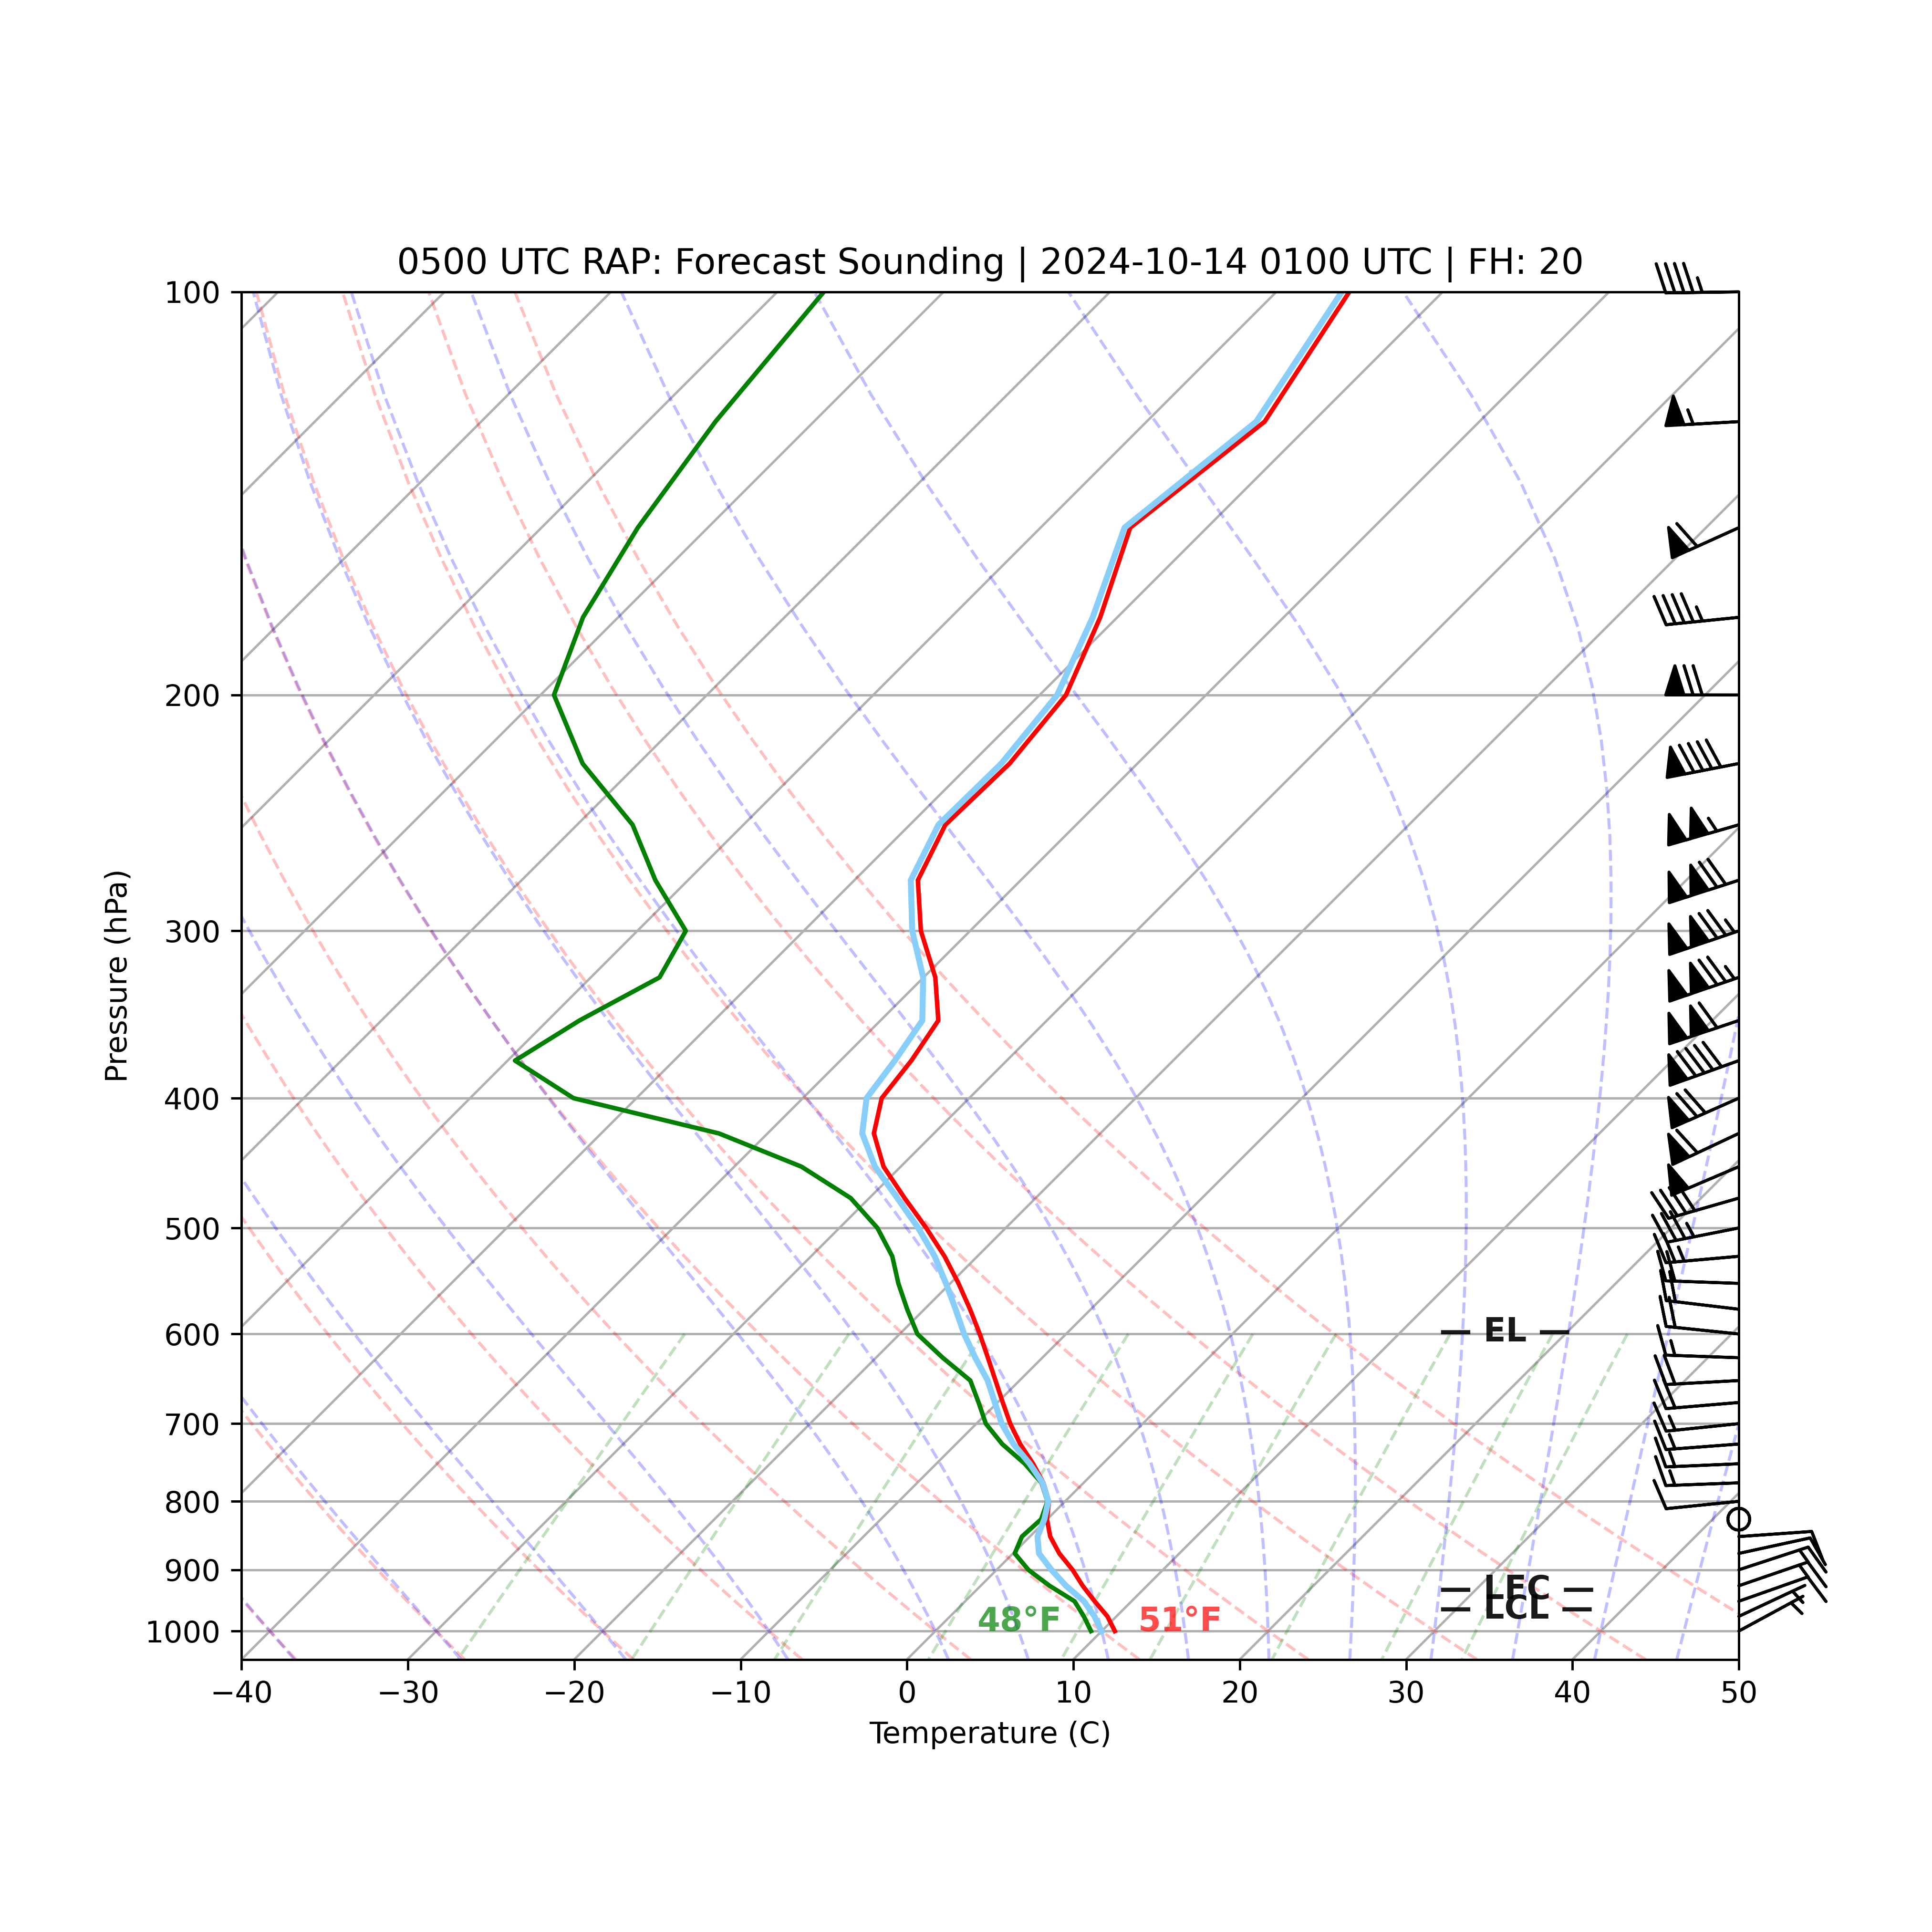 0500 UTC RAP: Forecast Sounding | 2024-10-14 0100 UTC | FH: 20
100
200
300
400
500
600
700
800
900
1000
Pressure (hPa)
EL
LFC
LCL
48°F
51°F
−40
−30
−20
−10
0
10
20
30
40
50
Temperature (C)